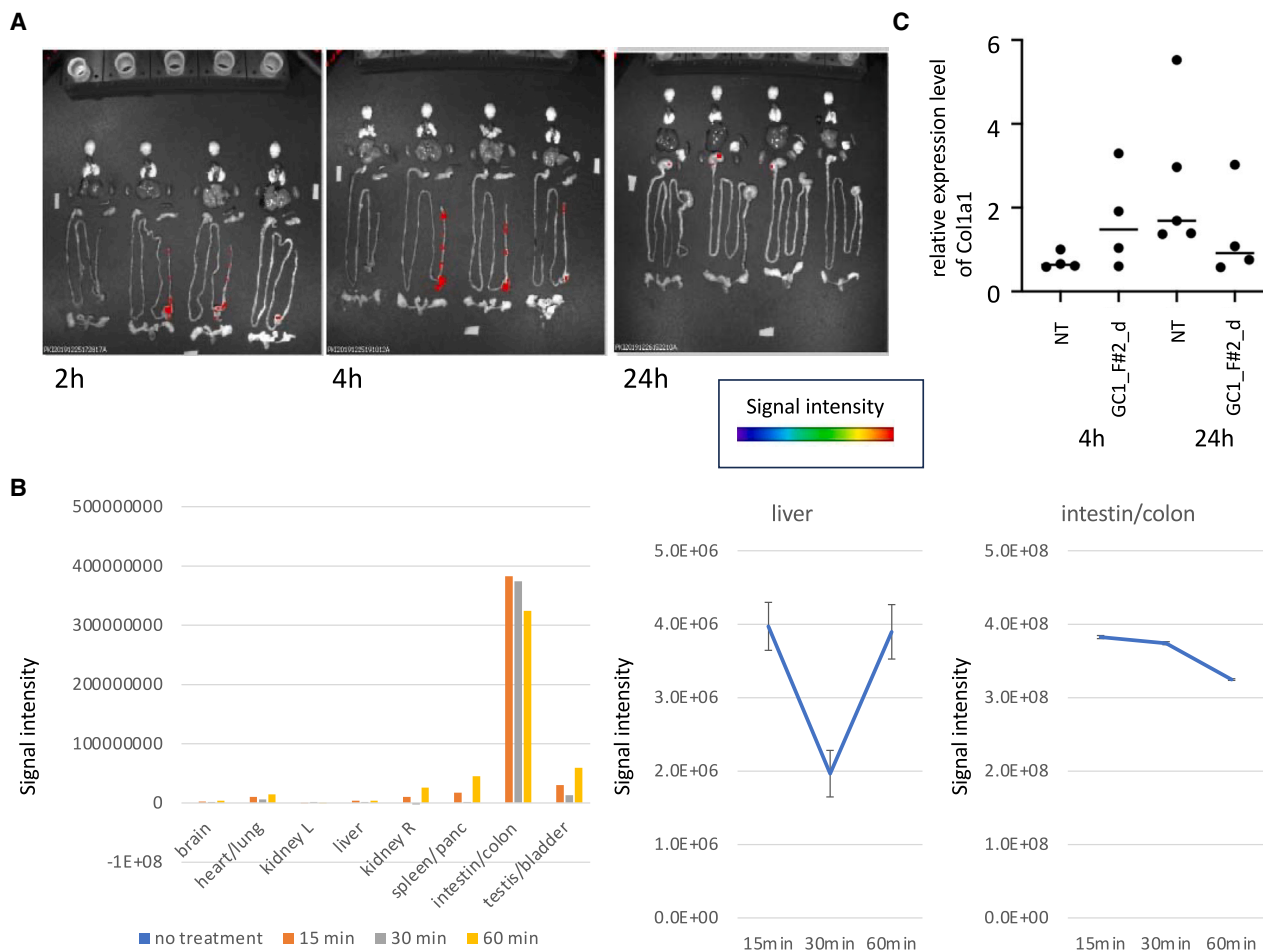 A
PKI20191225172817A
PKI20191225191012A
PKI20191226152210A
2h
4h
24h
Signal intensity
C
relative expression level
of Col1a1
6
4
2
0
NT
GC1_F#2_d
NT
GC1_F#2_d
4h
24h
B
Signal intensity
500000000
400000000
300000000
200000000
100000000
0
-1E+08
brain
heart/lung
kidney L
liver
kidney R
spleen/panc
intestin/colon
testis/bladder
no treatment
15 min
30 min
60 min
liver
Signal intensity
5.0E+06
4.0E+06
3.0E+06
2.0E+06
1.0E+06
0.0E+00
15min 30min 60min
intestin/colon
Signal intensity
5.0E+08
4.0E+08
3.0E+08
2.0E+08
1.0E+08
0.0E+00
15min 30min 60min